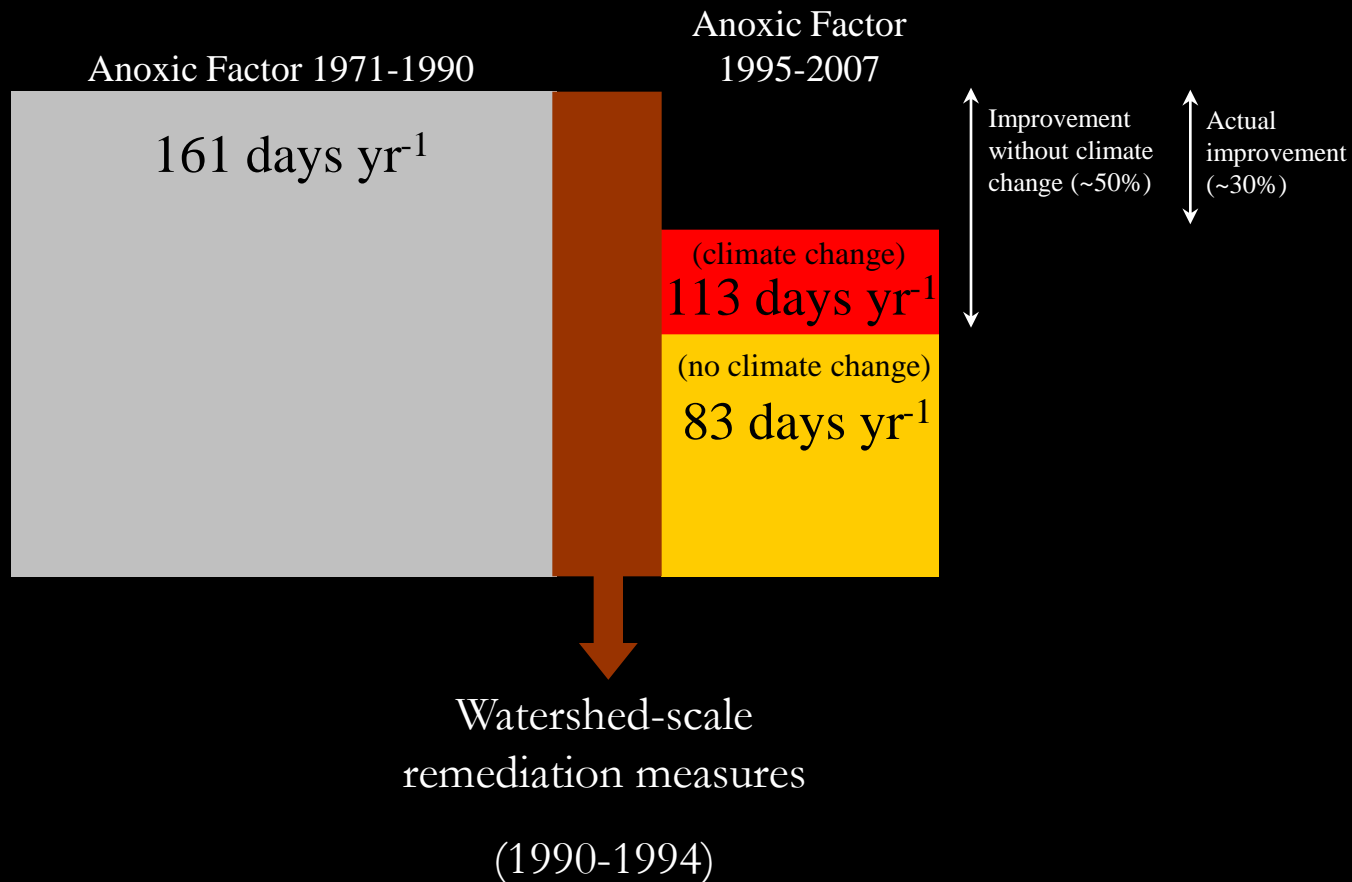 Anoxic Factor 1971-1990
Anoxic Factor
1995-2007
161 days yr⁻¹
Improvement
without climate
change (~50%)
Actual
improvement
(~30%)
(climate change)
113 days yr⁻¹
(no climate change)
83 days yr⁻¹
Watershed-scale
remediation measures
(1990-1994)